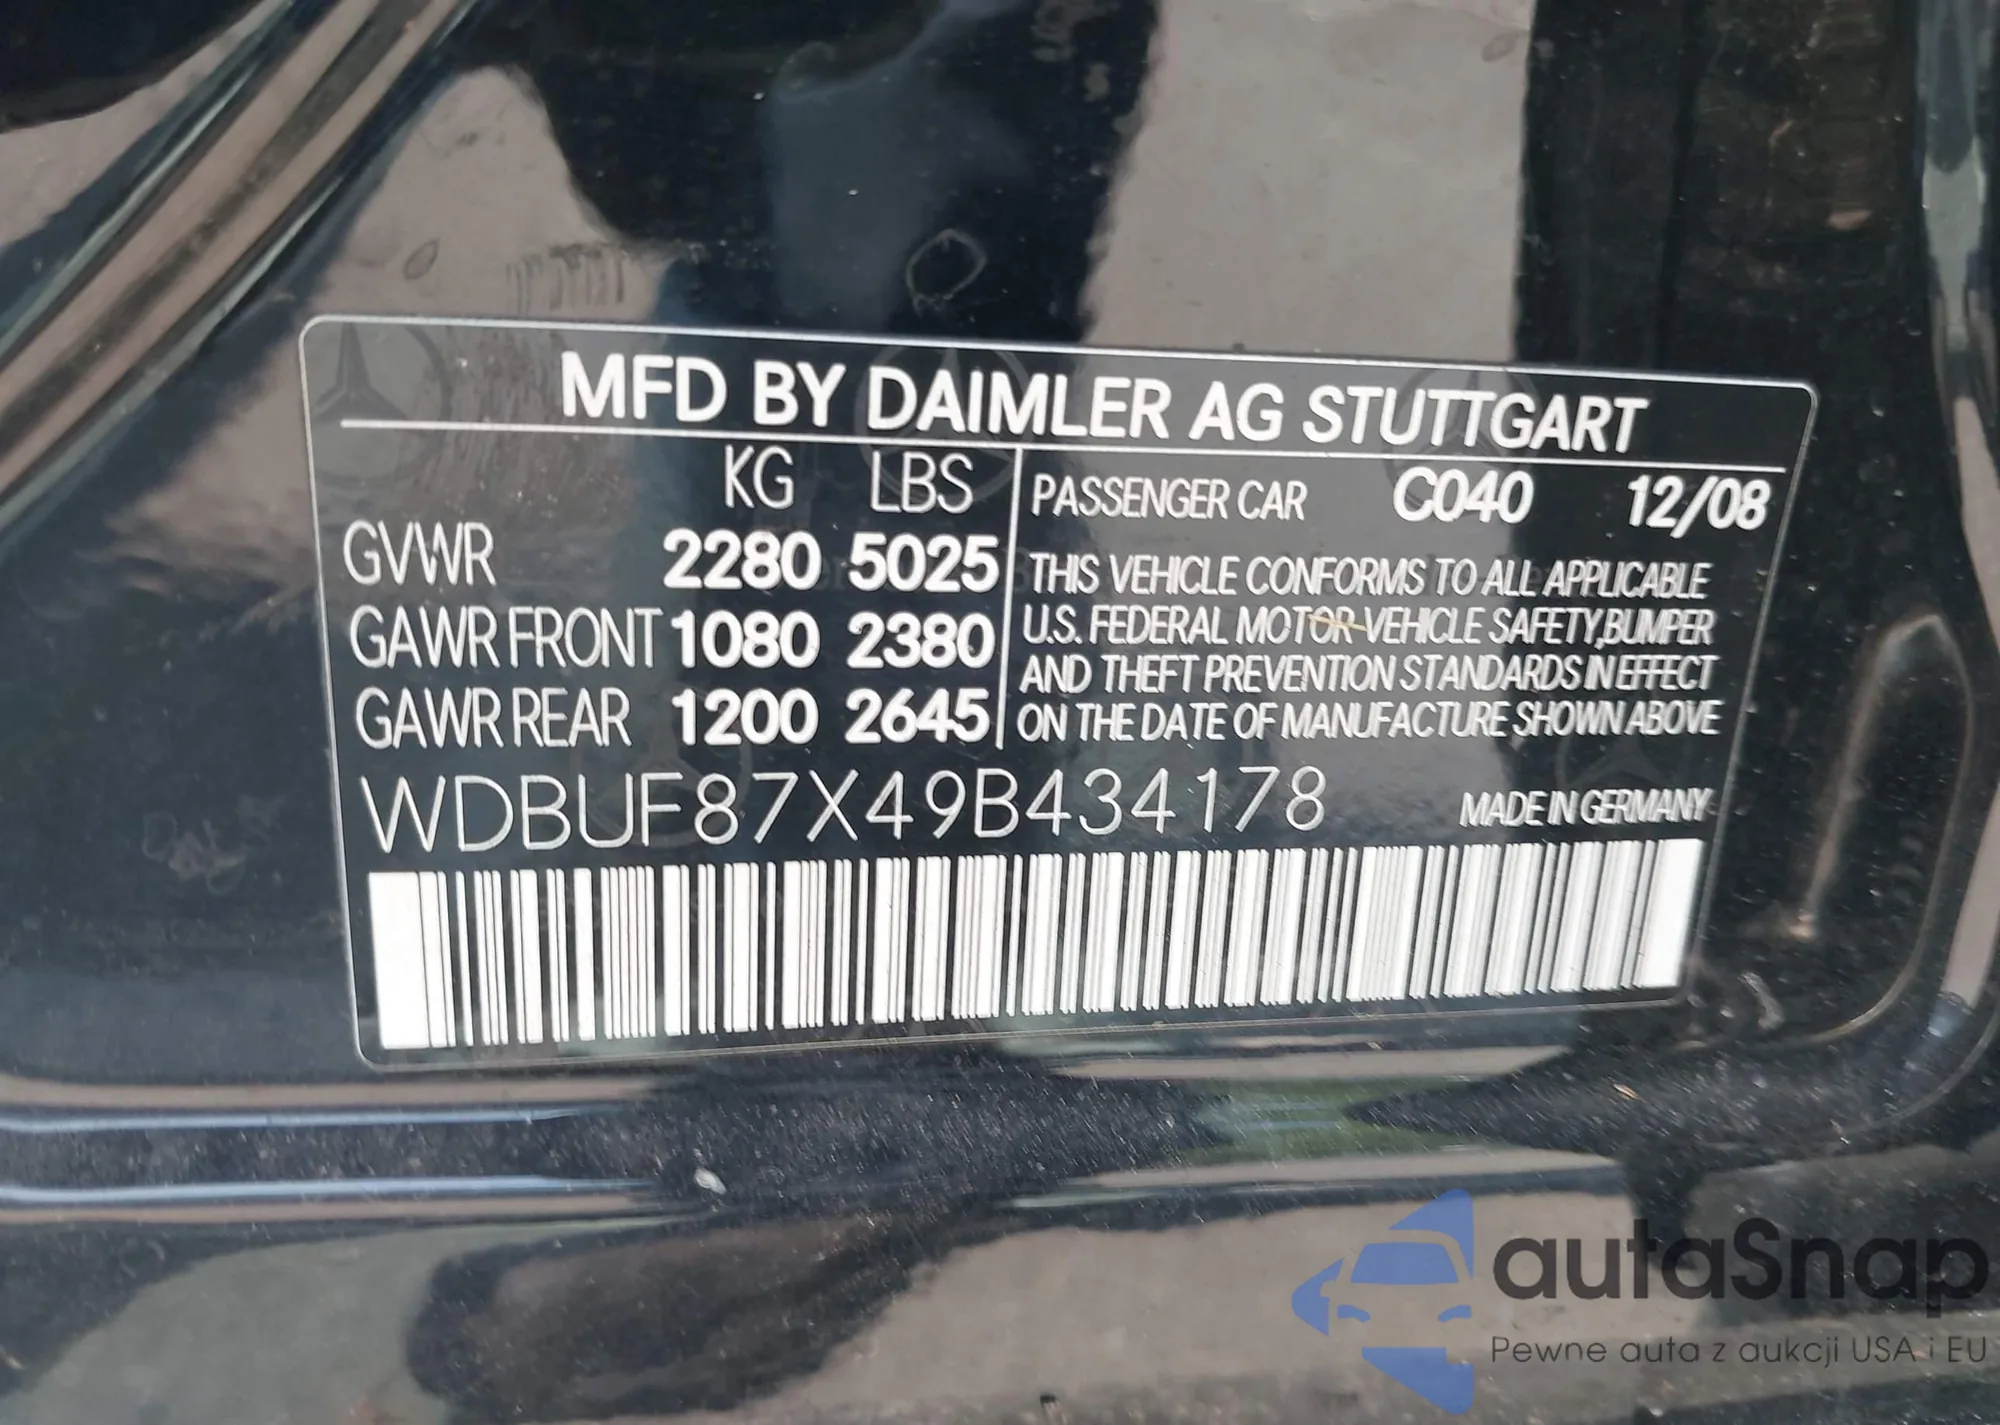 MFD BY DAIMLER AG STUTTGART
KG LBS
GVWR 2280 5025
GAWR FRONT 1080 2380
GAWR REAR 1200 2645
PASSENGER CAR C040 12/08
THIS VEHICLE CONFORMS TO ALL APPLICABLE
U.S. FEDERAL MOTOR VEHICLE SAFETY,BUMPER
AND THEFT PREVENTION STANDARDS IN EFFECT
ON THE DATE OF MANUFACTURE SHOWN ABOVE
WDBUF87X49B434178
MADE IN GERMANY
autaSnap
Pewne auta z aukcji USA i EU